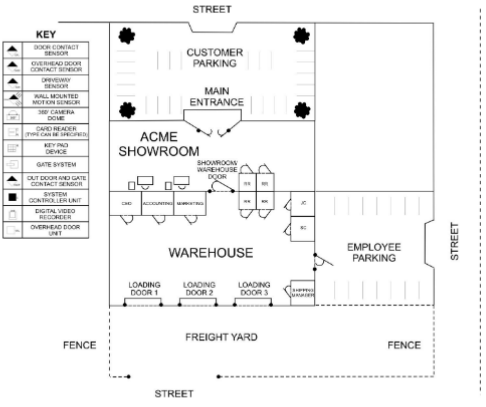 STREET
KEY
DOOR CONTACT
SENSOR
OVERHEAD DOOR
CONTACT SENSOR
DRIVEWAY
SENSOR
WALL MOUNTED
MOTION SENSOR
360° CAMERA
DOME
CARD READER
(TYPE CAN BE SPECIFIED)
KEY PAD
DEVICE
GATE SYSTEM
OUT DOOR AND GATE
CONTACT SENSOR
SYSTEM
CONTROLLER UNIT
DIGITAL VIDEO
RECORDER
OVERHEAD DOOR
UNIT
CUSTOMER
PARKING
MAIN
ENTRANCE
ACME
SHOWROOM
SHOWROOM/
WAREHOUSE
DOOR
ACCOUNTING
MARKETING
JC
SC
WAREHOUSE
EMPLOYEE
PARKING
STREET
LOADING
DOOR 1
LOADING
DOOR 2
LOADING
DOOR 3
SHIPPING
MANAGER
FREIGHT YARD
FENCE
FENCE
STREET